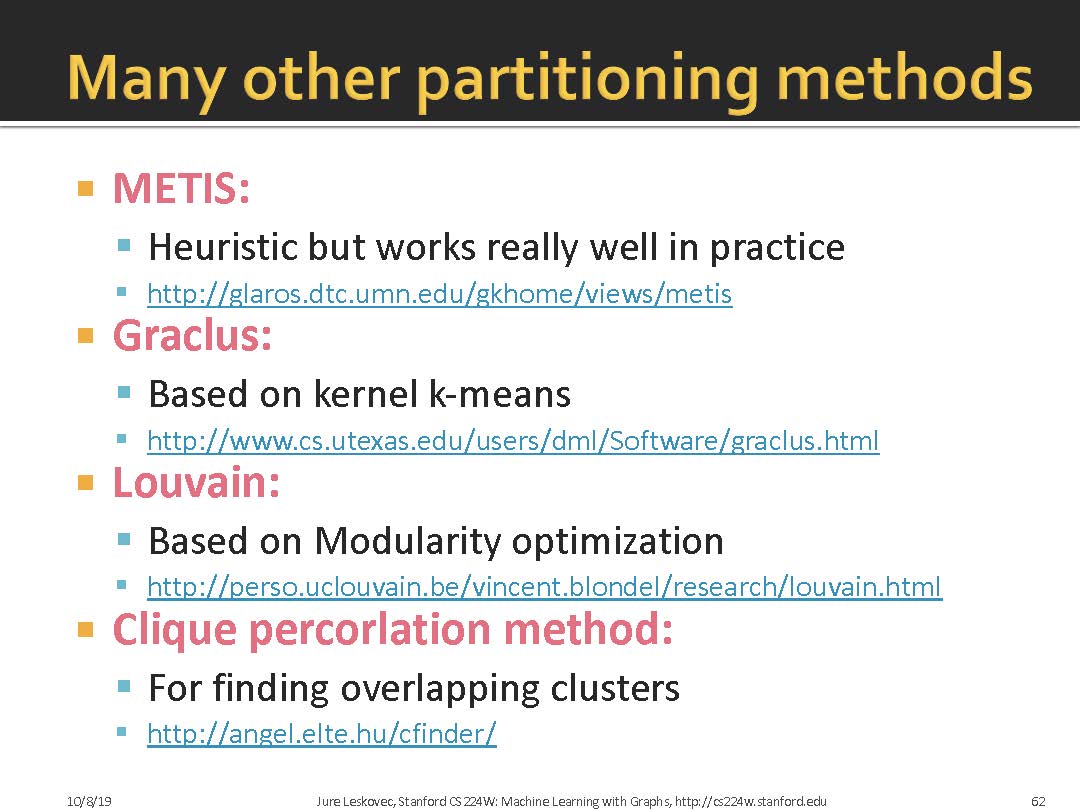 Many other partitioning methods
METIS:
Heuristic but works really well in practice
http://glaros.dtc.umn.edu/gkhome/views/metis
Graclus:
Based on kernel k-means
http://www.cs.utexas.edu/users/dml/Software/graclus.html
Louvain:
Based on Modularity optimization
http://perso.uclouvain.be/vincent.blondel/research/louvain.html
Clique percorlation method:
For finding overlapping clusters
http://angel.elte.hu/cfinder/
10/8/19 Jure Leskovec, Stanford CS224W: Machine Learning with Graphs, http://cs224w.stanford.edu 62